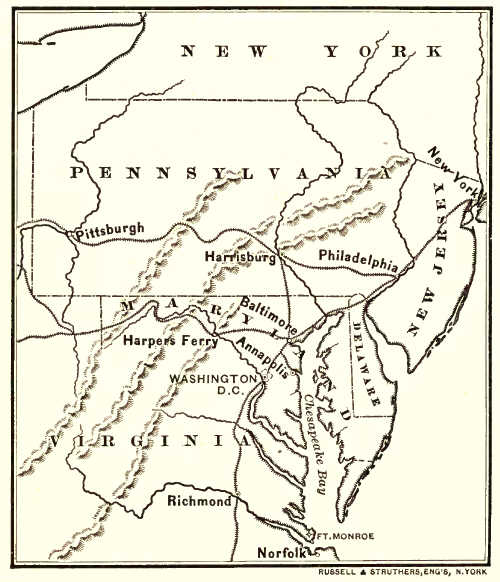 NEW YORK
PENNSYLVANIA
New York
NEW JERSEY
Pittsburgh
Harrisburg
Philadelphia
MARYLAND
Baltimore
Harpers Ferry
Annapolis
DELAWARE
WASHINGTON
D.C.
Chesapeake Bay
VIRGINIA
Richmond
FT. MONROE
Norfolk
RUSSELL & STRUTHERS, ENG'S, N.YORK